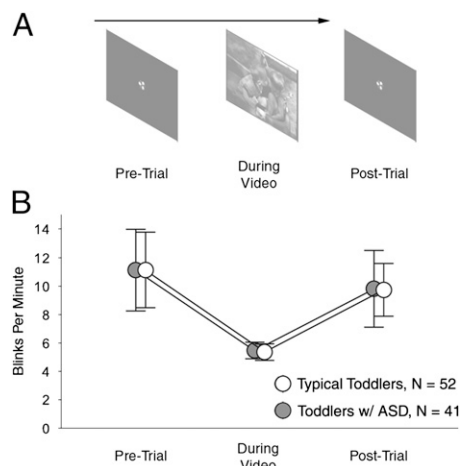 A
Pre-Trial
During
Video
Post-Trial
B
Blinks Per Minute
14
12
10
8
6
4
2
0
Typical Toddlers, N = 52
Toddlers w/ ASD, N = 41
Pre-Trial
During
Video
Post-Trial